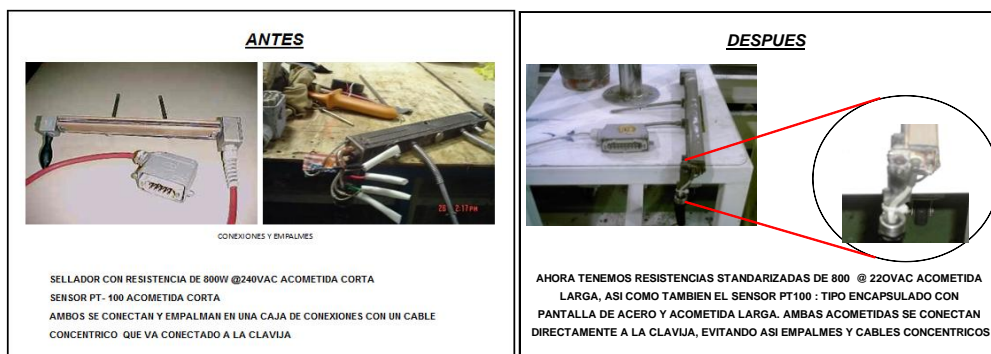 ANTES
26 2:17PM
CONEXIONES Y EMPALMES
SELLADOR CON RESISTENCIA DE 800W @240VAC ACOMETIDA CORTA
SENSOR PT- 100 ACOMETIDA CORTA
AMBOS SE CONECTAN Y EMPALMAN EN UNA CAJA DE CONEXIONES CON UN CABLE
CONCENTRICO QUE VA CONECTADO A LA CLAVIJA
DESPUES
AHORA TENEMOS RESISTENCIAS STANDARIZADAS DE 800 @ 22OVAC ACOMETIDA
LARGA, ASI COMO TAMBIEN EL SENSOR PT100 : TIPO ENCAPSULADO CON
PANTALLA DE ACERO Y ACOMETIDA LARGA. AMBAS ACOMETIDAS SE CONECTAN
DIRECTAMENTE A LA CLAVIJA, EVITANDO ASI EMPALMES Y CABLES CONCENTRICOS